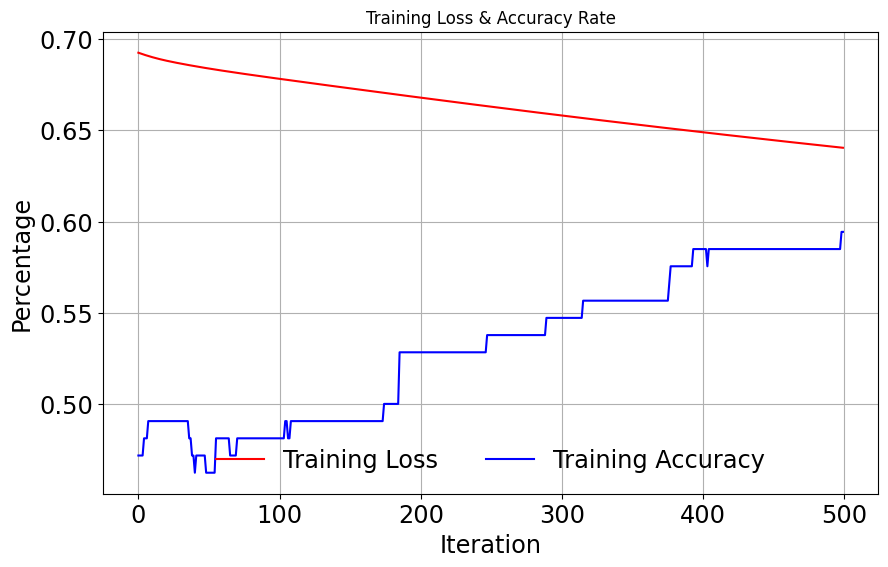 Training Loss & Accuracy Rate
0.70
0.65
0.60
0.55
0.50
Percentage
Training Loss
Training Accuracy
0
100
200
300
400
500
Iteration